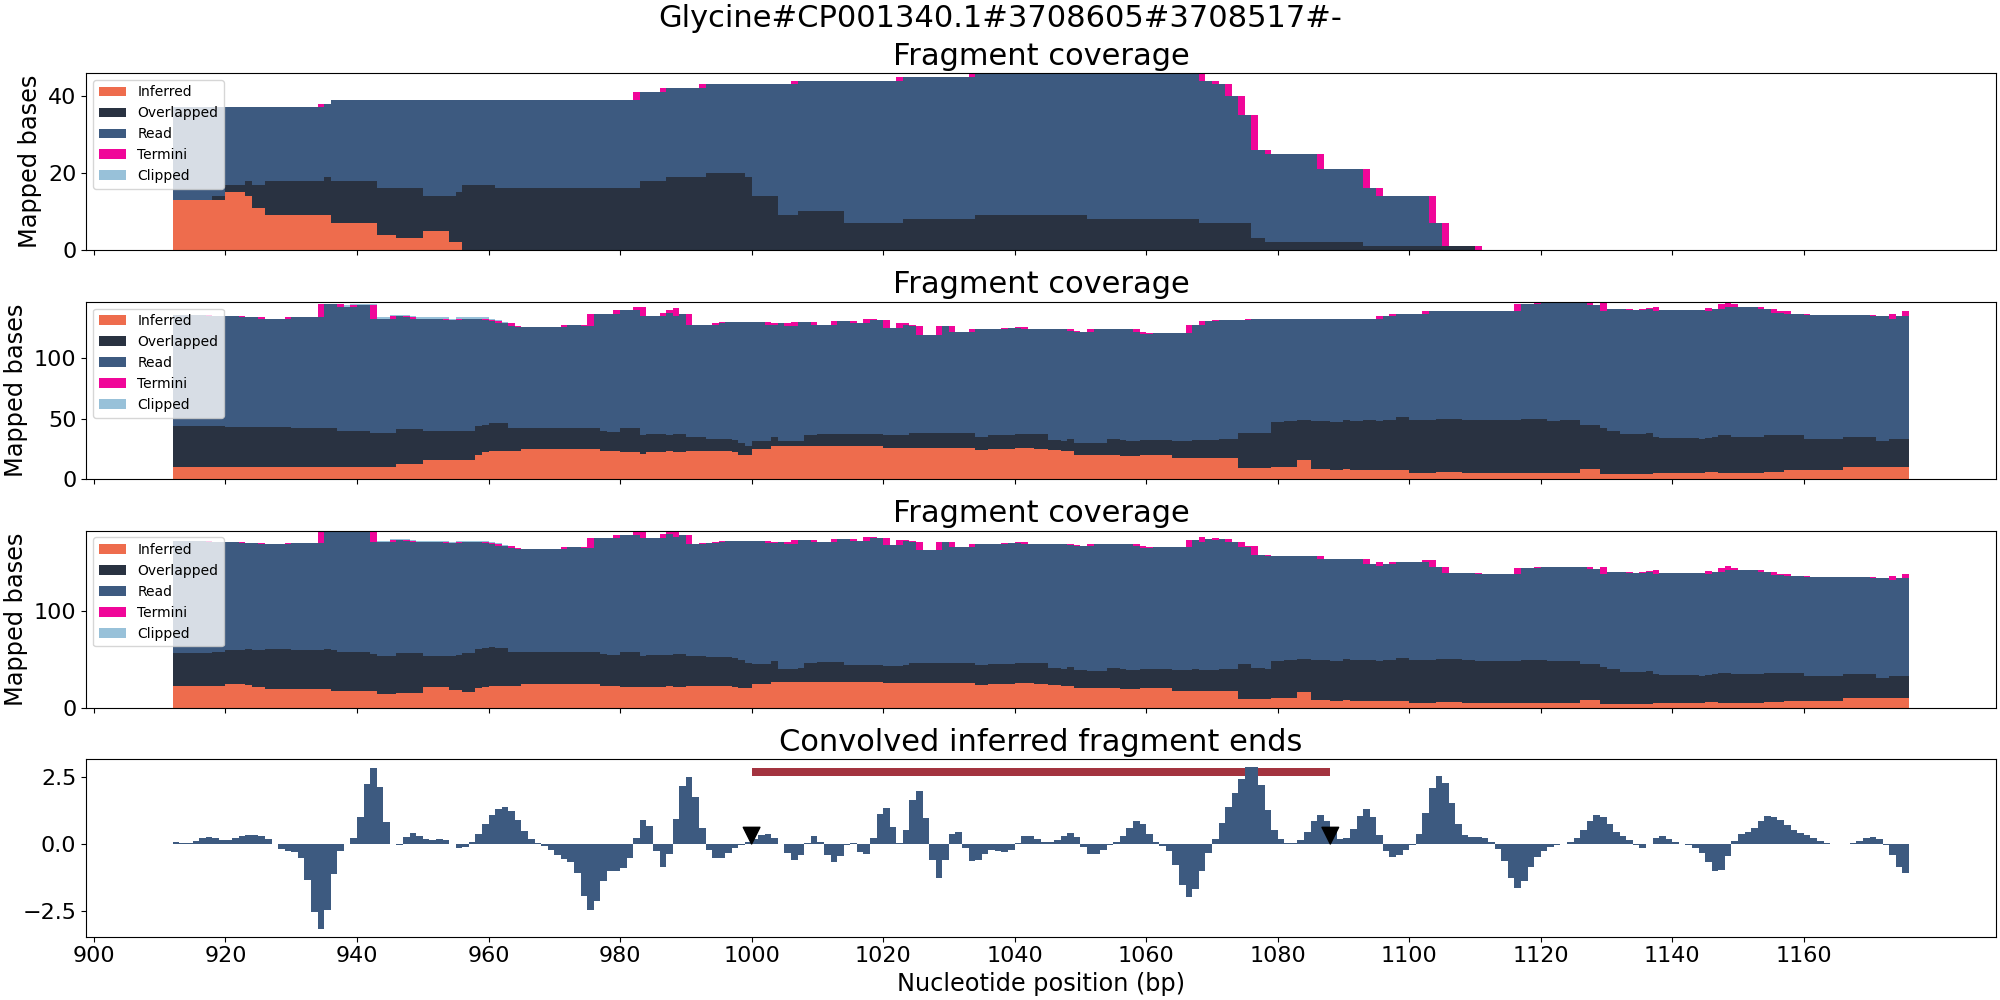 Glycine#CP001340.1#3708605#3708517#-
Fragment coverage
Mapped bases
40
20
0
Inferred
Overlapped
Read
Termini
Clipped
Fragment coverage
Mapped bases
100
50
0
Inferred
Overlapped
Read
Termini
Clipped
Fragment coverage
Mapped bases
100
0
Inferred
Overlapped
Read
Termini
Clipped
Convolved inferred fragment ends
2.5
0.0
−2.5
900 920 940 960 980 1000 1020 1040 1060 1080 1100 1120 1140 1160
Nucleotide position (bp)